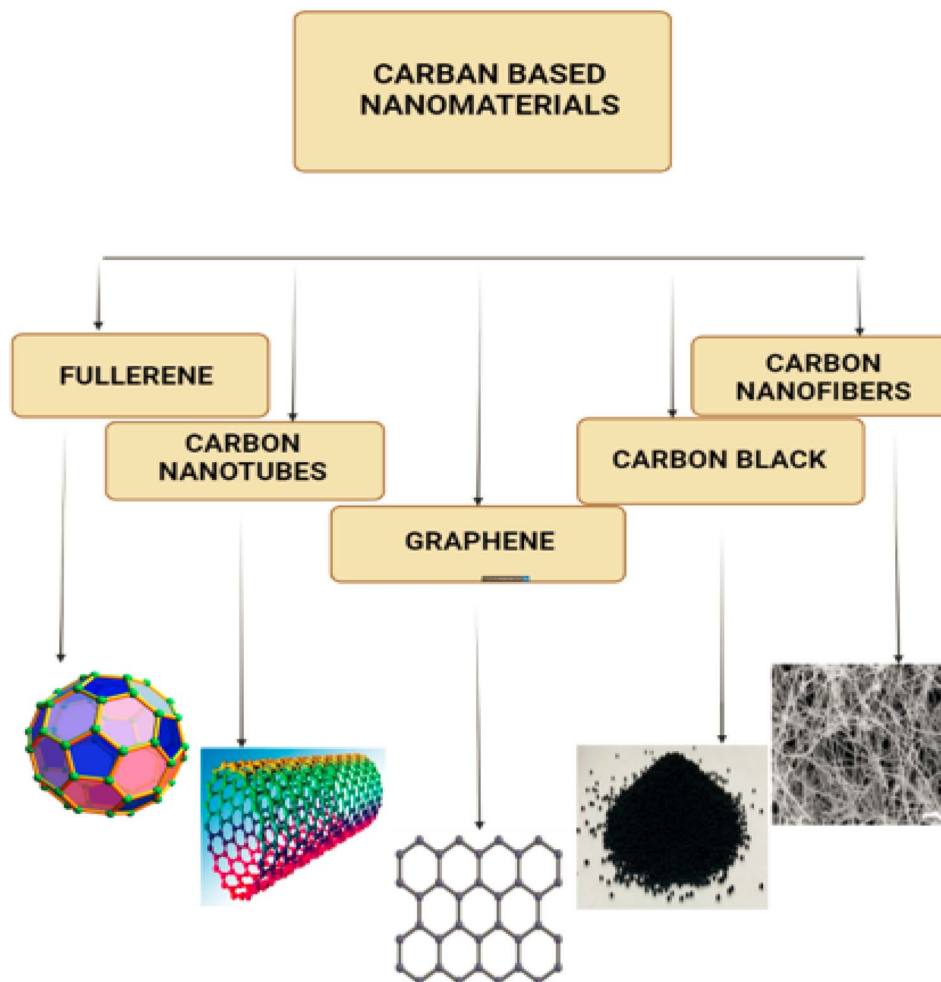 CARBAN BASED
NANOMATERIALS
FULLERENE
CARBON
NANOTUBES
GRAPHENE
CARBON BLACK
CARBON
NANOFIBERS